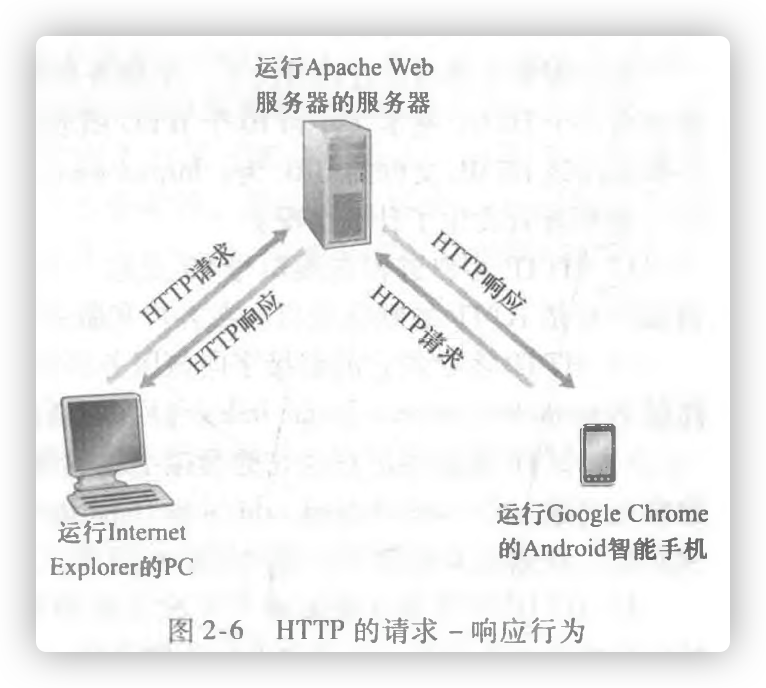 运行Apache Web
服务器的服务器
HTTP请求
HTTP响应
HTTP响应
HTTP请求
运行Internet
Explorer的PC
运行Google Chrome
的Android智能手机
图 2-6 HTTP 的请求 – 响应行为